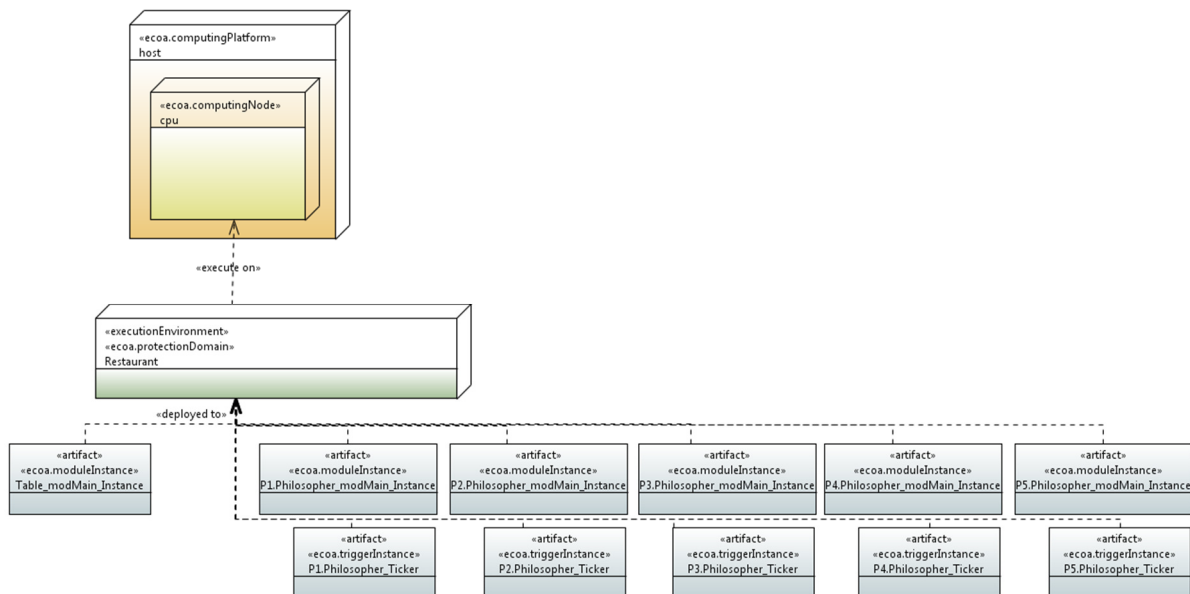 «ecoa.computingPlatform»
host
«ecoa.computingNode»
cpu
«execute on»
«executionEnvironment»
«ecoa.protectionDomain»
Restaurant
«deployed to»
«artifact»
«ecoa.moduleInstance»
Table_modMain_Instance
«artifact»
«ecoa.moduleInstance»
P1.Philosopher_modMain_Instance
«artifact»
«ecoa.moduleInstance»
P2.Philosopher_modMain_Instance
«artifact»
«ecoa.moduleInstance»
P3.Philosopher_modMain_Instance
«artifact»
«ecoa.moduleInstance»
P4.Philosopher_modMain_Instance
«artifact»
«ecoa.moduleInstance»
P5.Philosopher_modMain_Instance
«artifact»
«ecoa.triggerInstance»
P1.Philosopher_Ticker
«artifact»
«ecoa.triggerInstance»
P2.Philosopher_Ticker
«artifact»
«ecoa.triggerInstance»
P3.Philosopher_Ticker
«artifact»
«ecoa.triggerInstance»
P4.Philosopher_Ticker
«artifact»
«ecoa.triggerInstance»
P5.Philosopher_Ticker